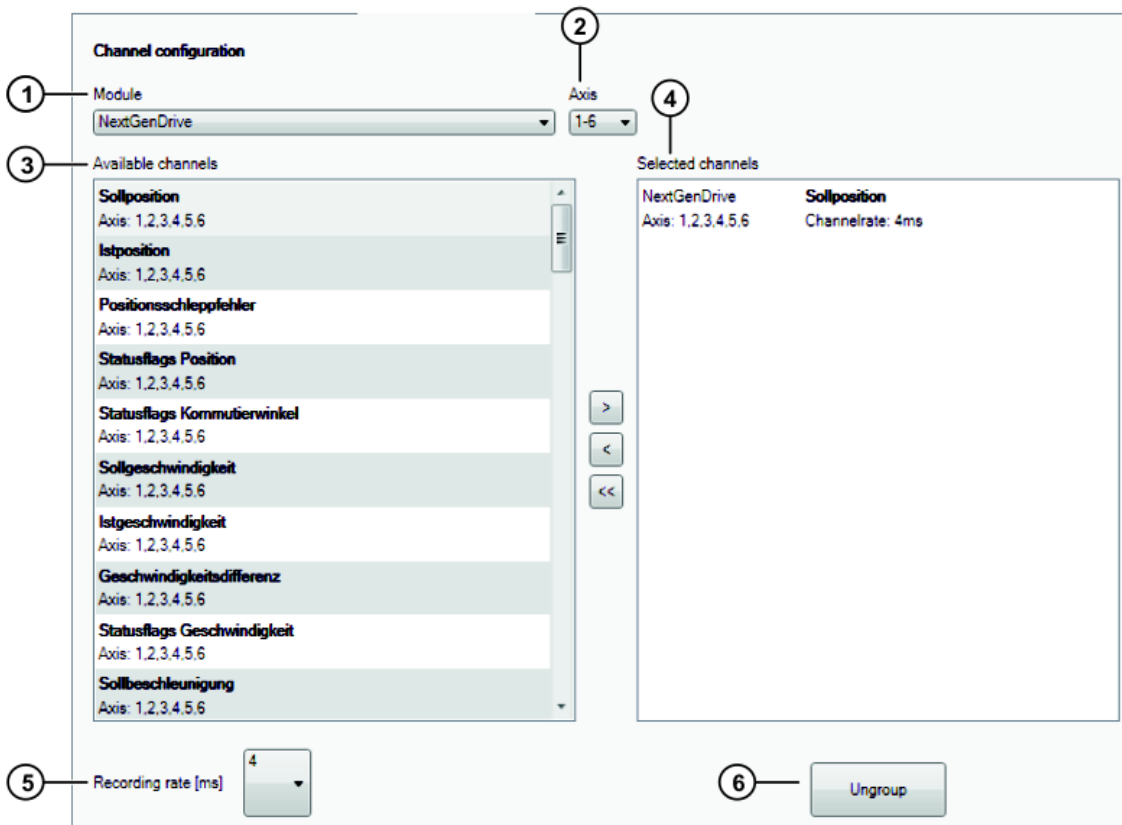 2
Channel configuration
1
Module
Axis
4
NextGenDrive
1-6
3
Available channels
Selected channels
Sollposition
Axis: 1,2,3,4,5,6
Istposition
Axis: 1,2,3,4,5,6
Positionsschleppfehler
Axis: 1,2,3,4,5,6
Statusflags Position
Axis: 1,2,3,4,5,6
Statusflags Kommutierwinkel
Axis: 1,2,3,4,5,6
Sollgeschwindigkeit
Axis: 1,2,3,4,5,6
Istgeschwindigkeit
Axis: 1,2,3,4,5,6
Geschwindigkeitsdifferenz
Axis: 1,2,3,4,5,6
Statusflags Geschwindigkeit
Axis: 1,2,3,4,5,6
Sollbeschleunigung
Axis: 1,2,3,4,5,6
>
<
<<
NextGenDrive Sollposition
Axis: 1,2,3,4,5,6 Channelrate: 4ms
5
Recording rate [ms]
4
6
Ungroup